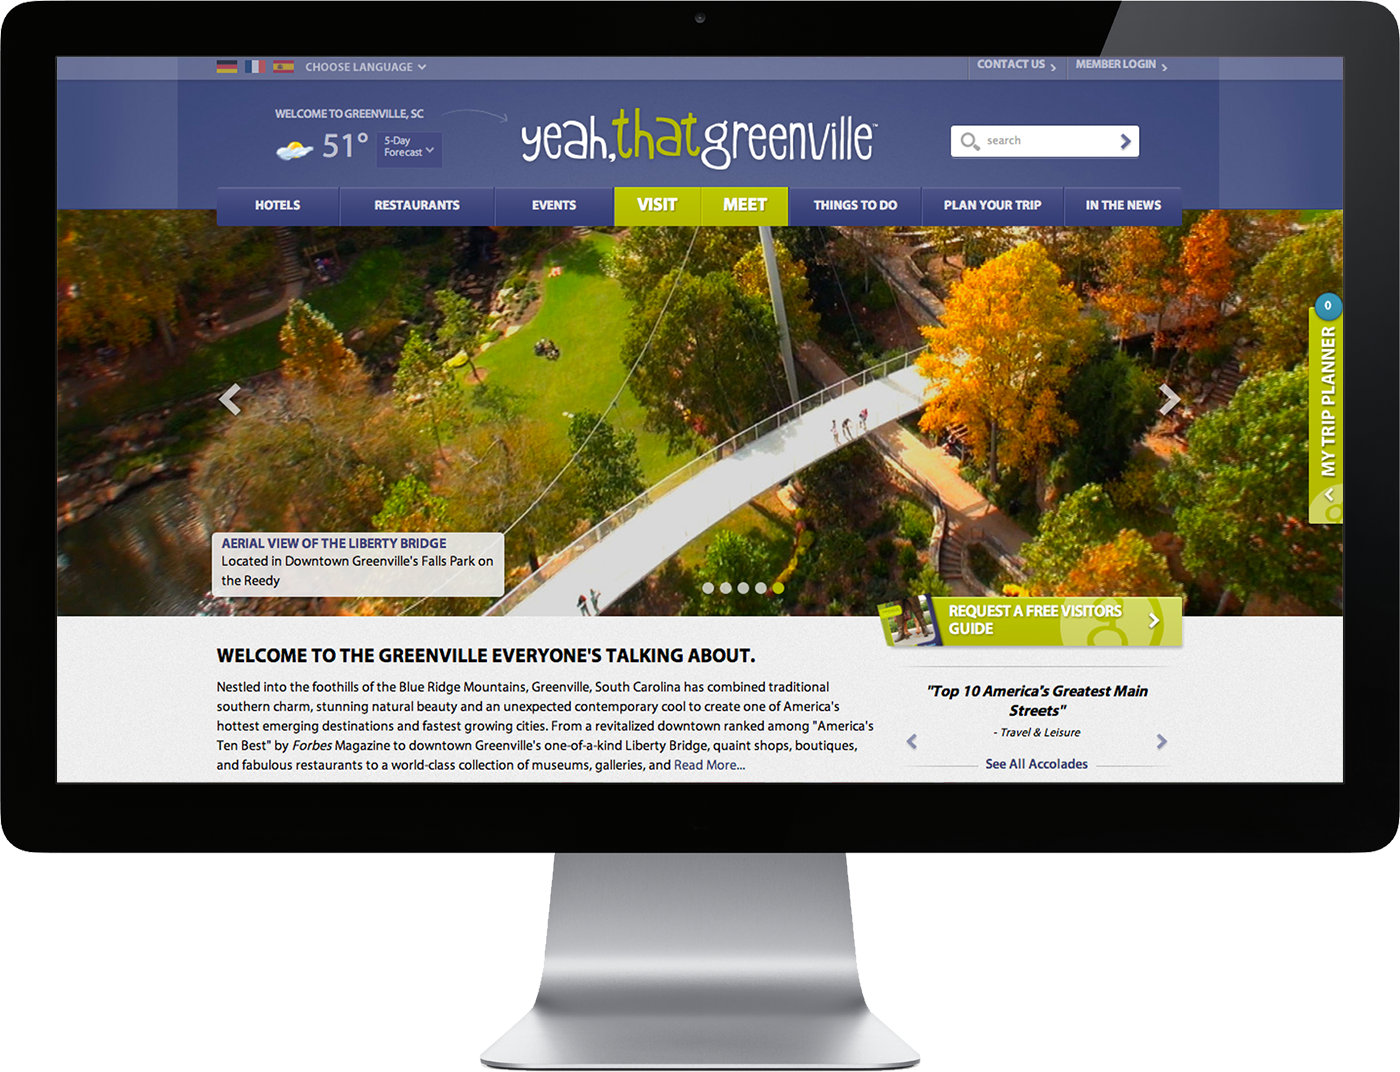 CHOOSE LANGUAGE
CONTACT US
MEMBER LOGIN
WELCOME TO GREENVILLE, SC
51°
5-Day
Forecast
yeah, that greenville™
search
HOTELS
RESTAURANTS
EVENTS
VISIT
MEET
THINGS TO DO
PLAN YOUR TRIP
IN THE NEWS
0
MY TRIP PLANNER
AERIAL VIEW OF THE LIBERTY BRIDGE
Located in Downtown Greenville's Falls Park on
the Reedy
REQUEST A FREE VISITORS
GUIDE
WELCOME TO THE GREENVILLE EVERYONE'S TALKING ABOUT.
Nestled into the foothills of the Blue Ridge Mountains, Greenville, South Carolina has combined traditional
southern charm, stunning natural beauty and an unexpected contemporary cool to create one of America's
hottest emerging destinations and fastest growing cities. From a revitalized downtown ranked among "America's
Ten Best" by Forbes Magazine to downtown Greenville's one-of-a-kind Liberty Bridge, quaint shops, boutiques,
and fabulous restaurants to a world-class collection of museums, galleries, and Read More...
"Top 10 America's Greatest Main
Streets"
- Travel & Leisure
See All Accolades